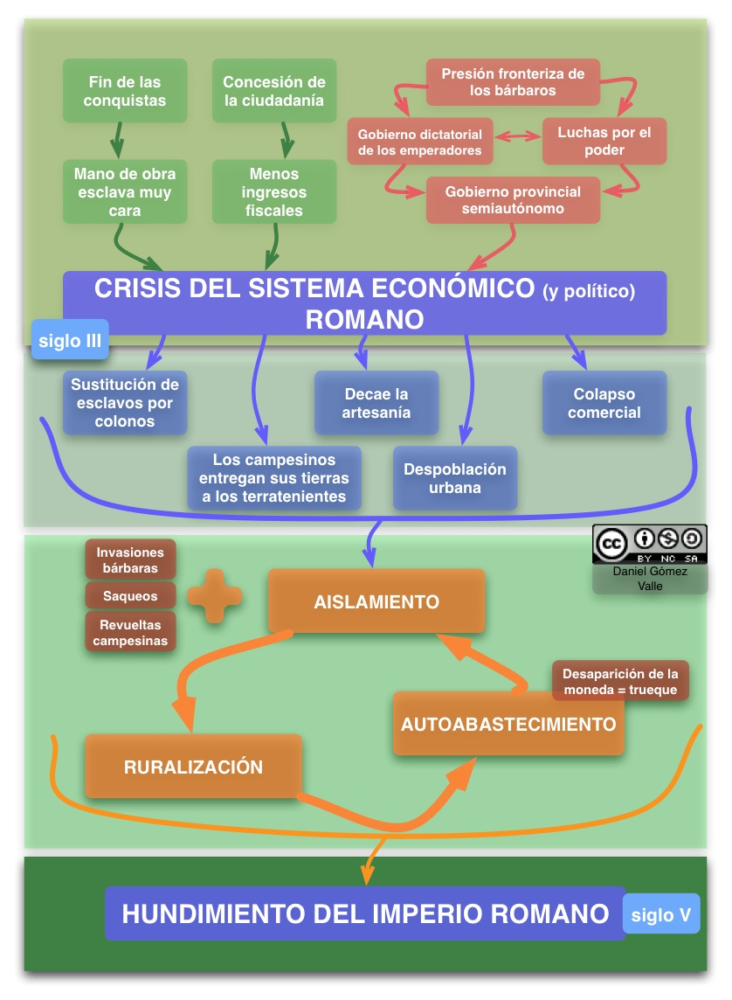 Fin de las
conquistas
Concesión de
la ciudadanía
Presión fronteriza de
los bárbaros
Gobierno dictatorial
de los emperadores
Luchas por el
poder
Mano de obra
esclava muy
cara
Menos
ingresos
fiscales
Gobierno provincial
semiautónomo
CRISIS DEL SISTEMA ECONÓMICO (y político)
ROMANO
siglo III
Sustitución de
esclavos por
colonos
Decae la
artesanía
Colapso
comercial
Los campesinos
entregan sus tierras
a los terratenientes
Despoblación
urbana
cc
BY NC SA
Daniel Gómez
Valle
Invasiones
bárbaras
Saqueos
Revueltas
campesinas
AISLAMIENTO
Desaparición de la
moneda = trueque
AUTOABASTECIMIENTO
RURALIZACIÓN
HUNDIMIENTO DEL IMPERIO ROMANO
siglo V